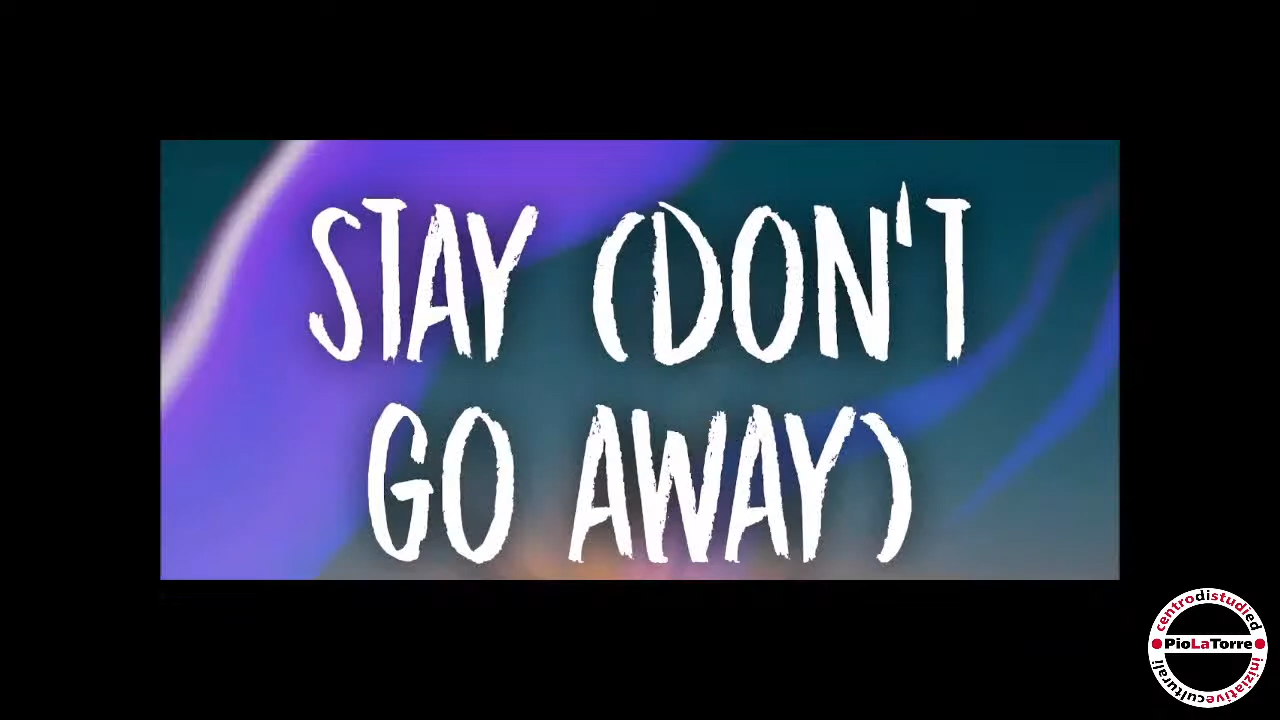 STAY (DON'T
GO AWAY)
centrodistudied
PioLaTorre
iniziativeculturali